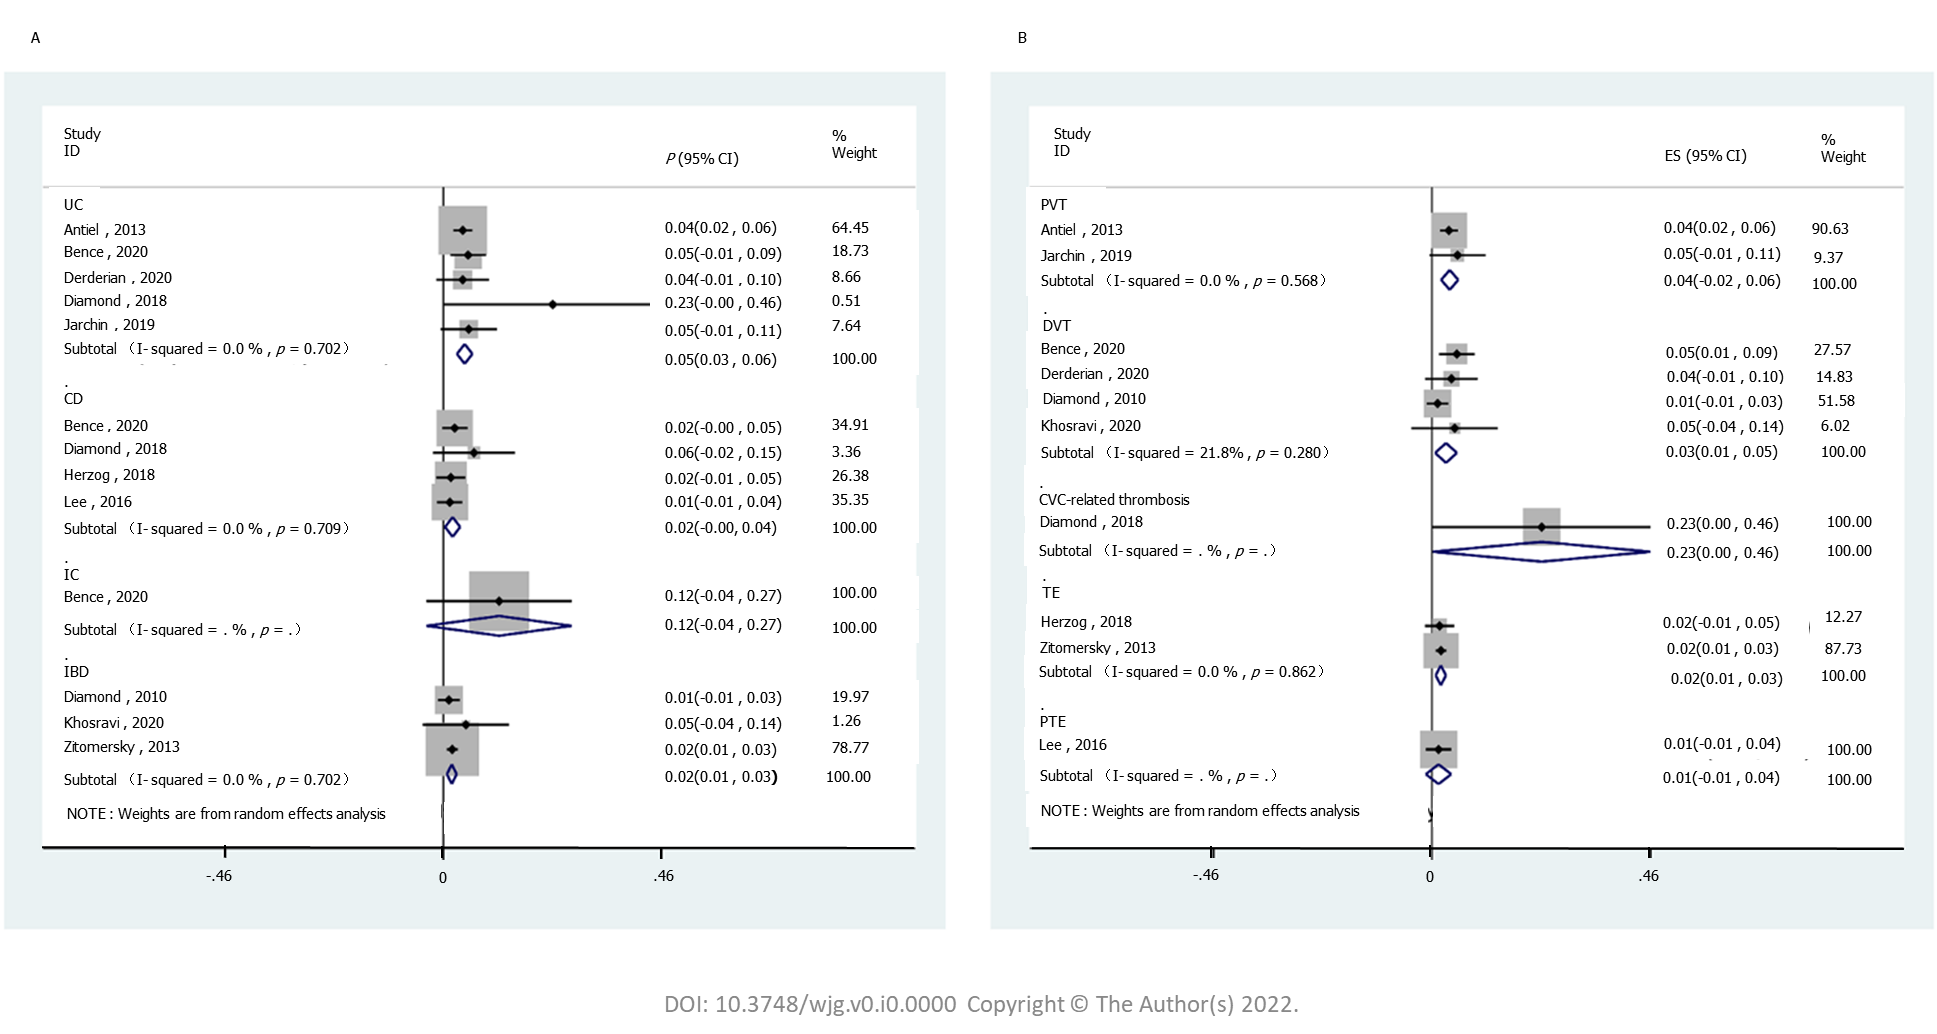 A
Study
ID
P (95% CI)
%
Weight
UC
Antiel , 2013 0.04(0.02 , 0.06) 64.45
Bence , 2020 0.05(-0.01 , 0.09) 18.73
Derderian , 2020 0.04(-0.01 , 0.10) 8.66
Diamond , 2018 0.23(-0.00 , 0.46) 0.51
Jarchin , 2019 0.05(-0.01 , 0.11) 7.64
Subtotal （I- squared = 0.0 % , p = 0.702） 0.05(0.03 , 0.06) 100.00
.
CD
Bence , 2020 0.02(-0.00 , 0.05) 34.91
Diamond , 2018 0.06(-0.02 , 0.15) 3.36
Herzog , 2018 0.02(-0.01 , 0.05) 26.38
Lee , 2016 0.01(-0.01 , 0.04) 35.35
Subtotal （I- squared = 0.0 % , p = 0.709） 0.02(-0.00, 0.04) 100.00
.
IC
Bence , 2020 0.12(-0.04 , 0.27) 100.00
Subtotal （I- squared = . % , p = .） 0.12(-0.04 , 0.27) 100.00
.
IBD
Diamond , 2010 0.01(-0.01 , 0.03) 19.97
Khosravi , 2020 0.05(-0.04 , 0.14) 1.26
Zitomersky , 2013 0.02(0.01 , 0.03) 78.77
Subtotal （I- squared = 0.0 % , p = 0.702） 0.02(0.01 , 0.03) 100.00
NOTE : Weights are from random effects analysis
-.46 0 .46
B
Study
ID
ES (95% CI)
%
Weight
PVT
Antiel , 2013 0.04(0.02 , 0.06) 90.63
Jarchin , 2019 0.05(-0.01 , 0.11) 9.37
Subtotal （I- squared = 0.0 % , p = 0.568） 0.04(-0.02 , 0.06) 100.00
.
DVT
Bence , 2020 0.05(0.01 , 0.09) 27.57
Derderian , 2020 0.04(-0.01 , 0.10) 14.83
Diamond , 2010 0.01(-0.01 , 0.03) 51.58
Khosravi , 2020 0.05(-0.04 , 0.14) 6.02
Subtotal （I- squared = 21.8% , p = 0.280） 0.03(0.01 , 0.05) 100.00
.
CVC-related thrombosis
Diamond , 2018 0.23(0.00 , 0.46) 100.00
Subtotal （I- squared = . % , p = .） 0.23(0.00 , 0.46) 100.00
.
TE
Herzog , 2018 0.02(-0.01 , 0.05) 12.27
Zitomersky , 2013 0.02(0.01 , 0.03) 87.73
Subtotal （I- squared = 0.0 % , p = 0.862） 0.02(0.01 , 0.03) 100.00
.
PTE
Lee , 2016 0.01(-0.01 , 0.04) 100.00
Subtotal （I- squared = . % , p = .） 0.01(-0.01 , 0.04) 100.00
NOTE : Weights are from random effects analysis
-.46 0 .46
DOI: 10.3748/wjg.v0.i0.0000 Copyright © The Author(s) 2022.